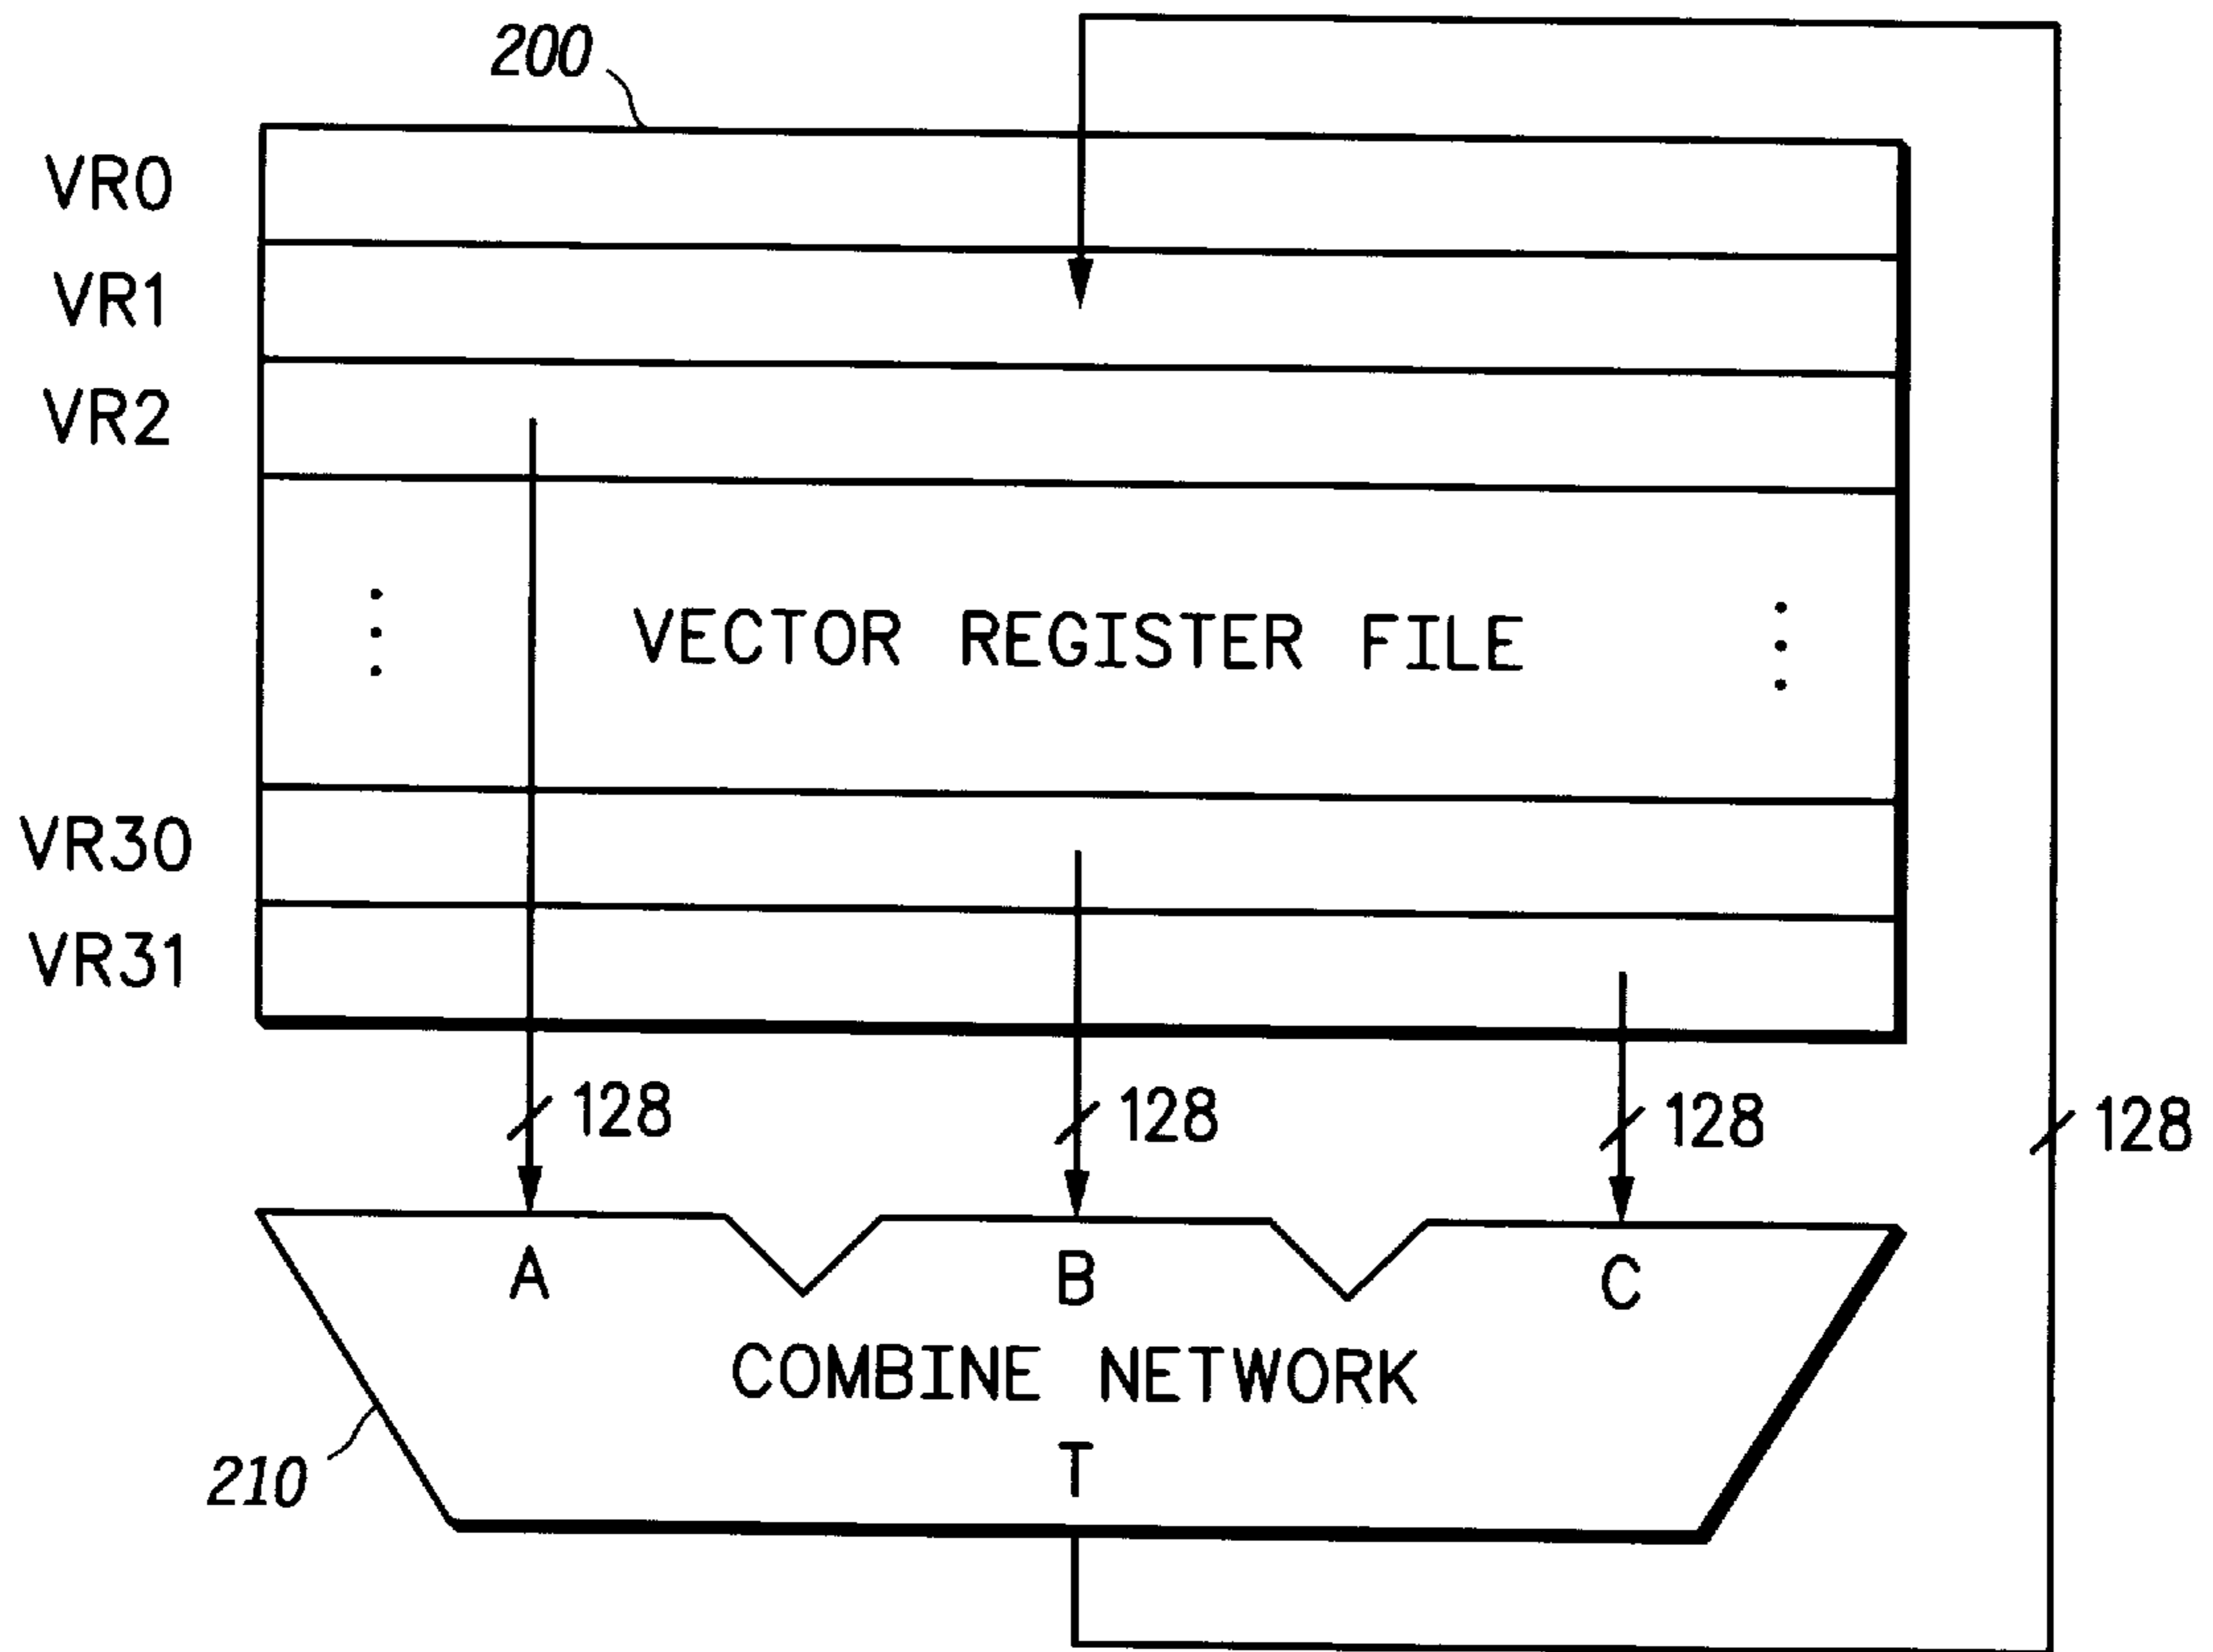 200
VR0
VR1
VR2
VECTOR REGISTER FILE
VR30
VR31
128 128 128 128
A B C
COMBINE NETWORK
T
210